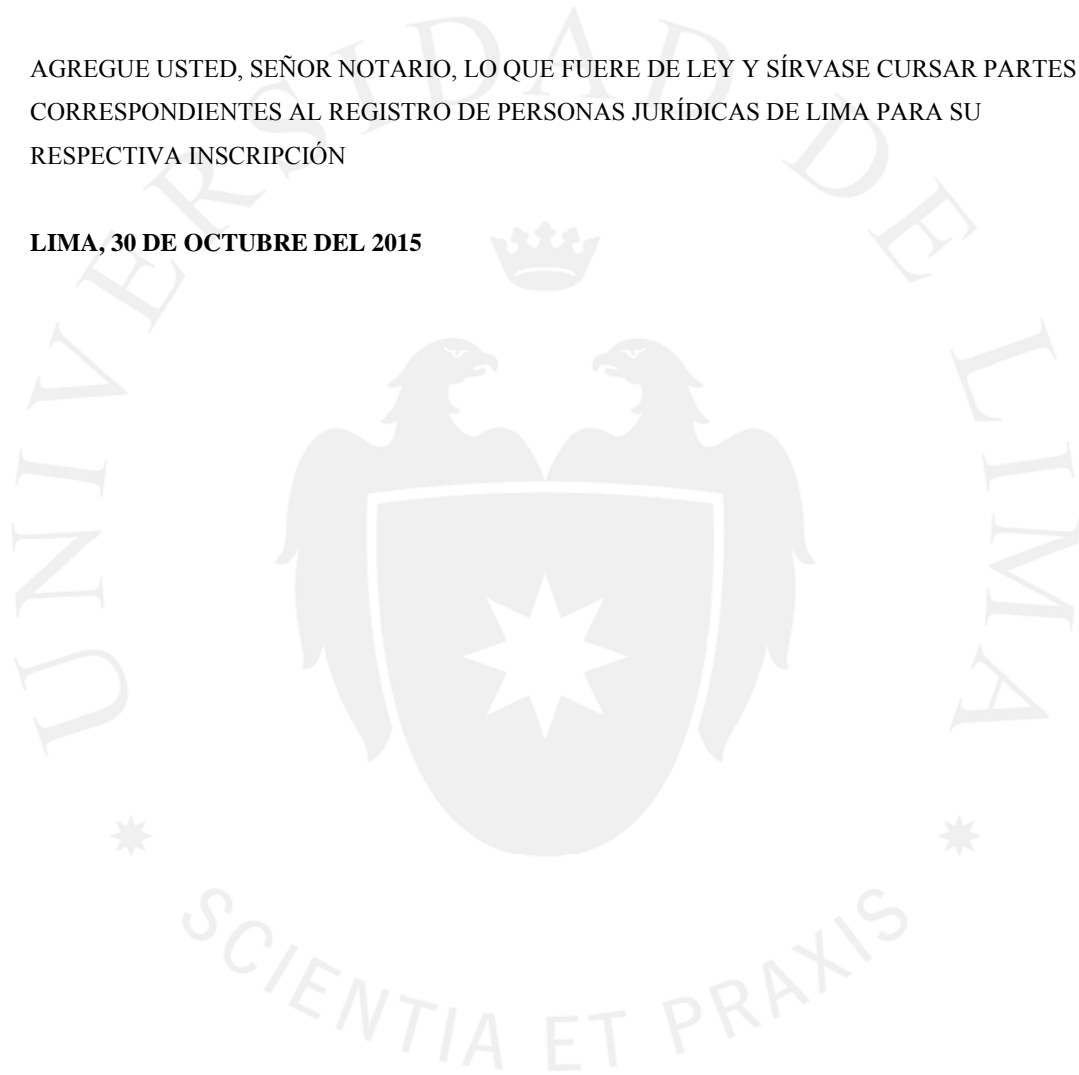 AGREGUE USTED, SEÑOR NOTARIO, LO QUE FUERE DE LEY Y SÍRVASE CURSAR PARTES
CORRESPONDIENTES AL REGISTRO DE PERSONAS JURÍDICAS DE LIMA PARA SU
RESPECTIVA INSCRIPCIÓN
LIMA, 30 DE OCTUBRE DEL 2015
UNIVERSIDAD DE LIMA
SCIENTIA ET PRAXIS